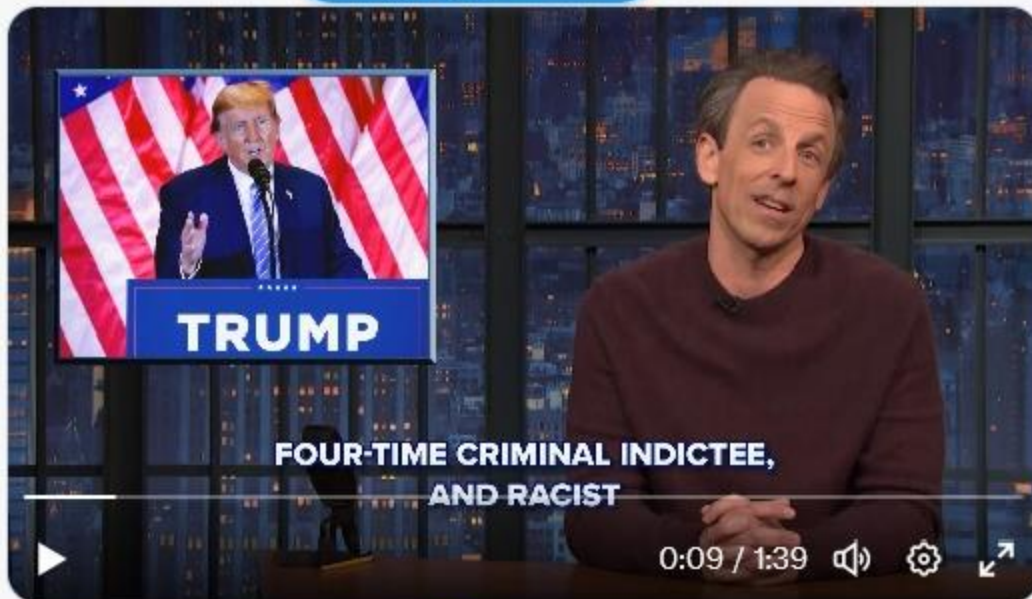 TRUMP
FOUR-TIME CRIMINAL INDICTEE,
AND RACIST
0:09 / 1:39